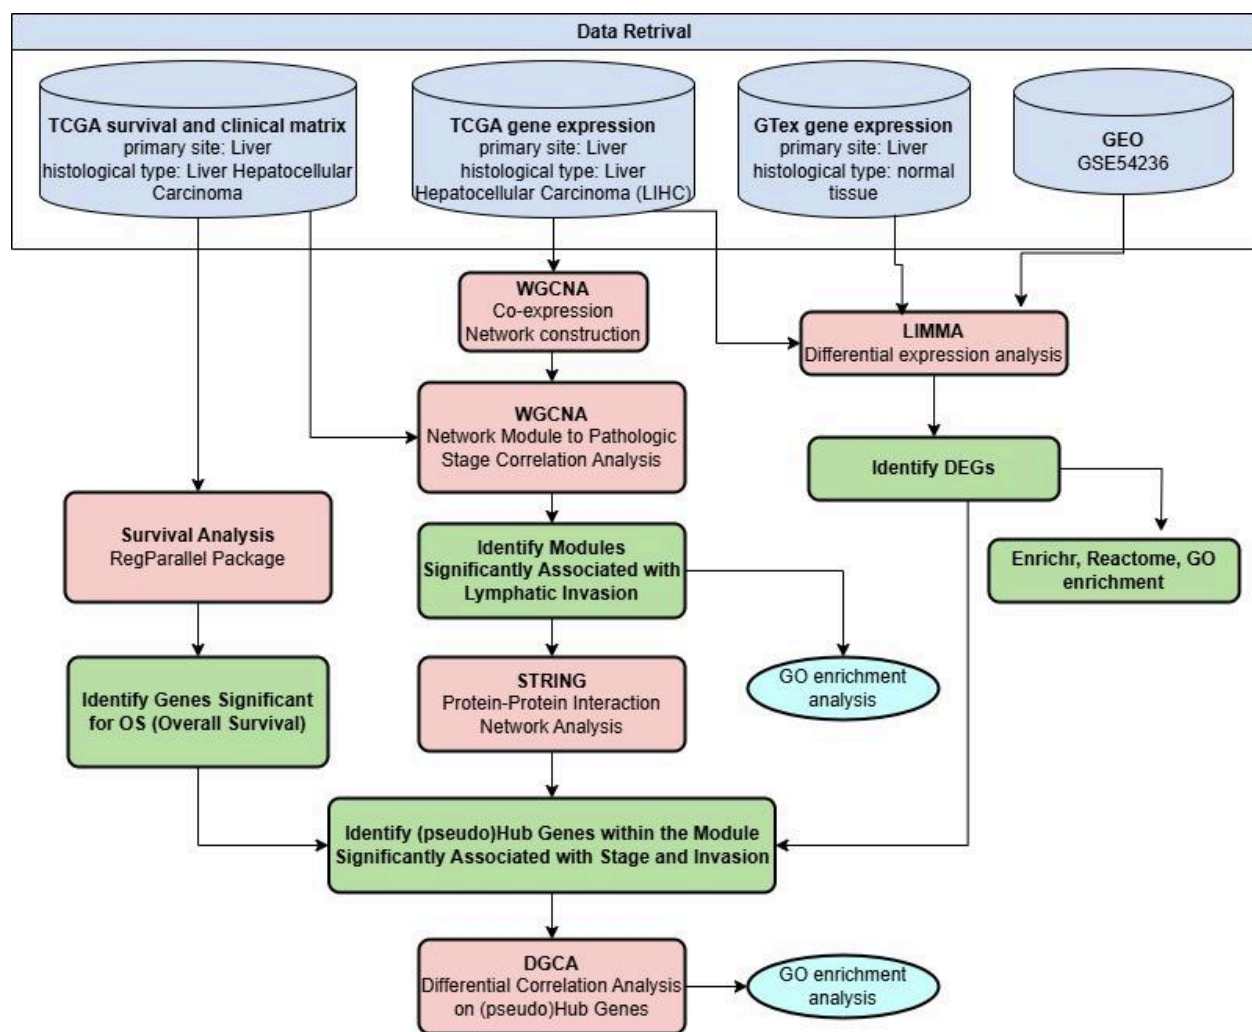 Data Retrival
TCGA survival and clinical matrix
primary site: Liver
histological type: Liver Hepatocellular
Carcinoma
TCGA gene expression
primary site: Liver
histological type: Liver
Hepatocellular Carcinoma (LIHC)
GTex gene expression
primary site: Liver
histological type: normal
tissue
GEO
GSE54236
WGCNA
Co-expression
Network construction
LIMMA
Differential expression analysis
WGCNA
Network Module to Pathologic
Stage Correlation Analysis
Identify DEGs
Survival Analysis
RegParallel Package
Identify Modules
Significantly Associated with
Lymphatic Invasion
Enrichr, Reactome, GO
enrichment
Identify Genes Significant
for OS (Overall Survival)
STRING
Protein-Protein Interaction
Network Analysis
GO enrichment
analysis
Identify (pseudo)Hub Genes within the Module
Significantly Associated with Stage and Invasion
DGCA
Differential Correlation Analysis
on (pseudo)Hub Genes
GO enrichment
analysis